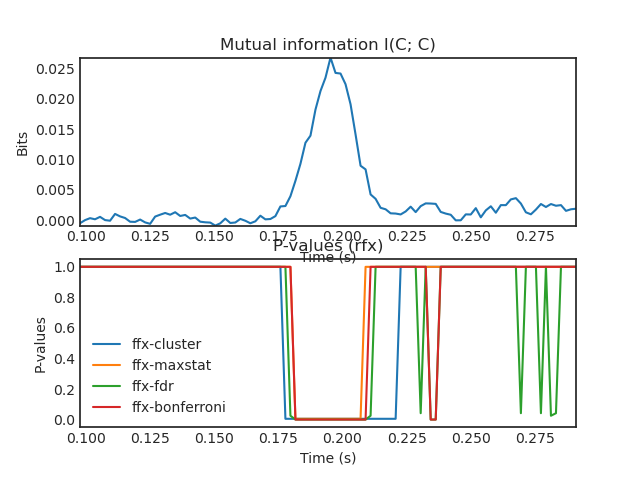 Mutual information I(C; C)
Bits
0.025
0.020
0.015
0.010
0.005
0.000
0.100 0.125 0.150 0.175 0.200 0.225 0.250 0.275
Time (s)
P-values (rfx)
P-values
1.0
0.8
0.6
0.4
0.2
0.0
ffx-cluster
ffx-maxstat
ffx-fdr
ffx-bonferroni
0.100 0.125 0.150 0.175 0.200 0.225 0.250 0.275
Time (s)